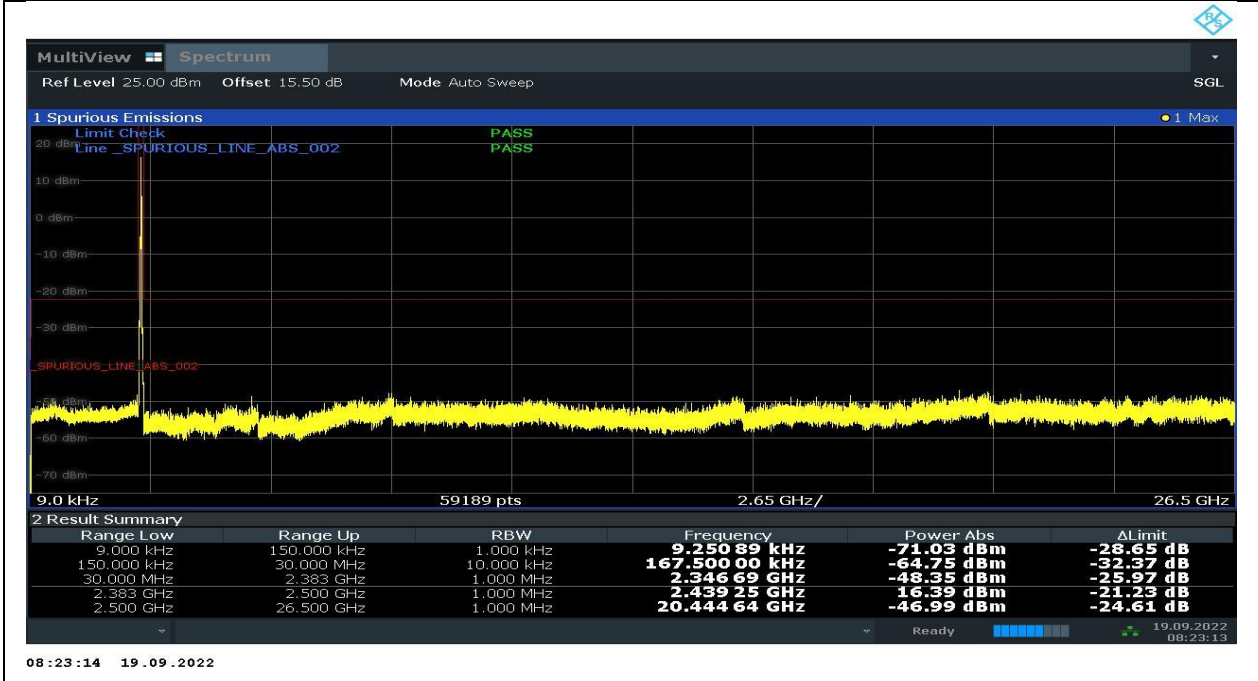 R&S
MultiView Spectrum
Ref Level 25.00 dBm Offset 15.50 dB Mode Auto Sweep SGL
1 Spurious Emissions 1 Max
Limit Check PASS
20 dBm Line _SPURIOUS_LINE_ABS_002 PASS
10 dBm
0 dBm
-10 dBm
-20 dBm
-30 dBm
_SPURIOUS_LINE_ABS_002
-50 dBm
-60 dBm
-70 dBm
9.0 kHz 59189 pts 2.65 GHz/ 26.5 GHz
2 Result Summary
Range Low Range Up RBW Frequency Power Abs ΔLimit
9.000 kHz 150.000 kHz 1.000 kHz 9.250 89 kHz -71.03 dBm -28.65 dB
150.000 kHz 30.000 MHz 10.000 kHz 167.500 00 kHz -64.75 dBm -32.37 dB
30.000 MHz 2.383 GHz 1.000 MHz 2.346 69 GHz -48.35 dBm -25.97 dB
2.383 GHz 2.500 GHz 1.000 MHz 2.439 25 GHz 16.39 dBm -21.23 dB
2.500 GHz 26.500 GHz 1.000 MHz 20.444 64 GHz -46.99 dBm -24.61 dB
Ready 19.09.2022
08:23:13
08:23:14 19.09.2022